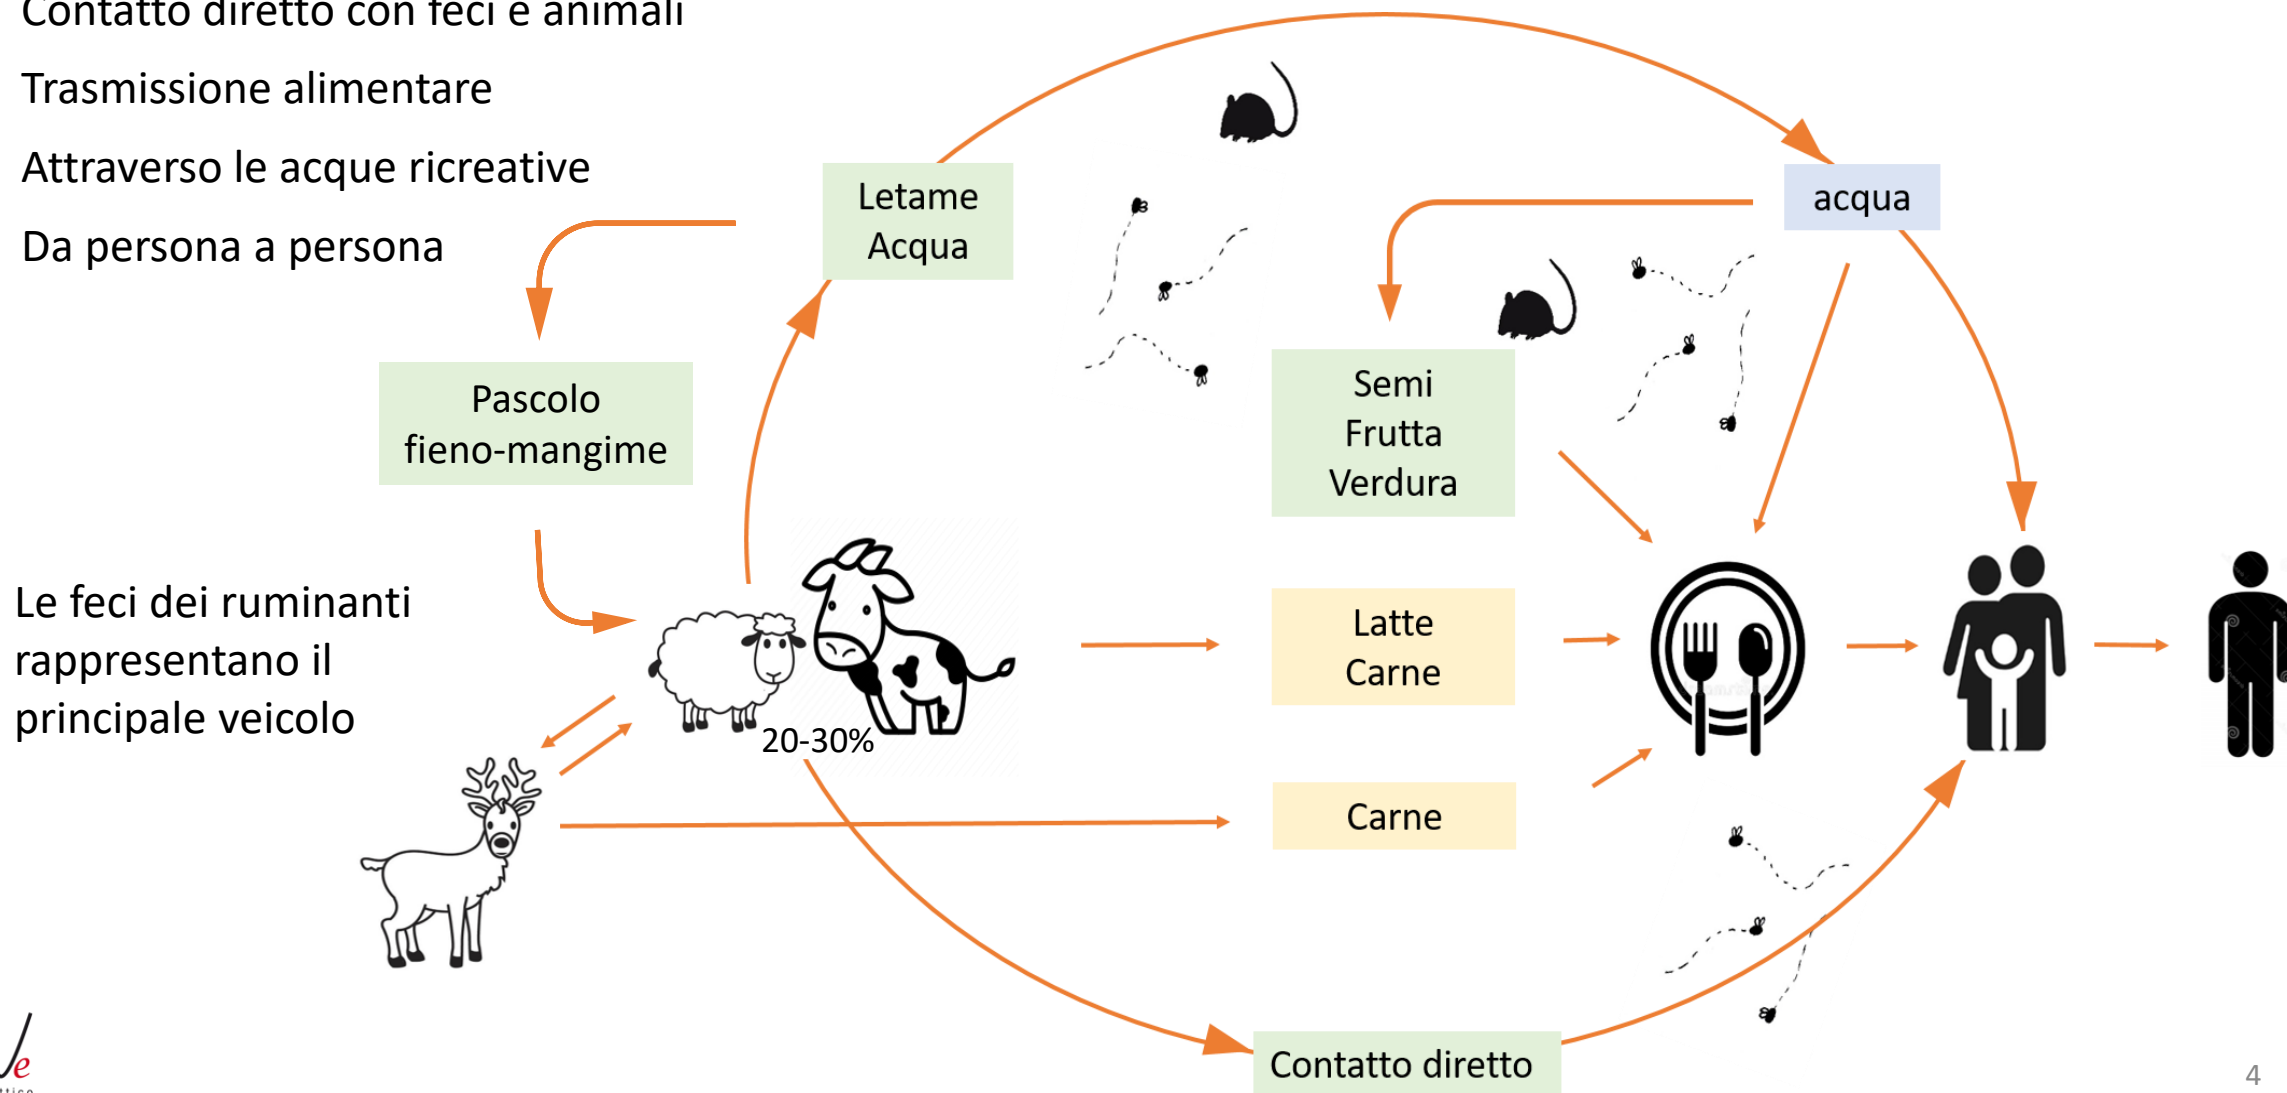 Contatto diretto con feci e animali
Trasmissione alimentare
Attraverso le acque ricreative
Da persona a persona
Letame
Acqua
acqua
Pascolo
fieno-mangime
Semi
Frutta
Verdura
Le feci dei ruminanti
rappresentano il
principale veicolo
Latte
Carne
20-30%
Carne
Contatto diretto
4